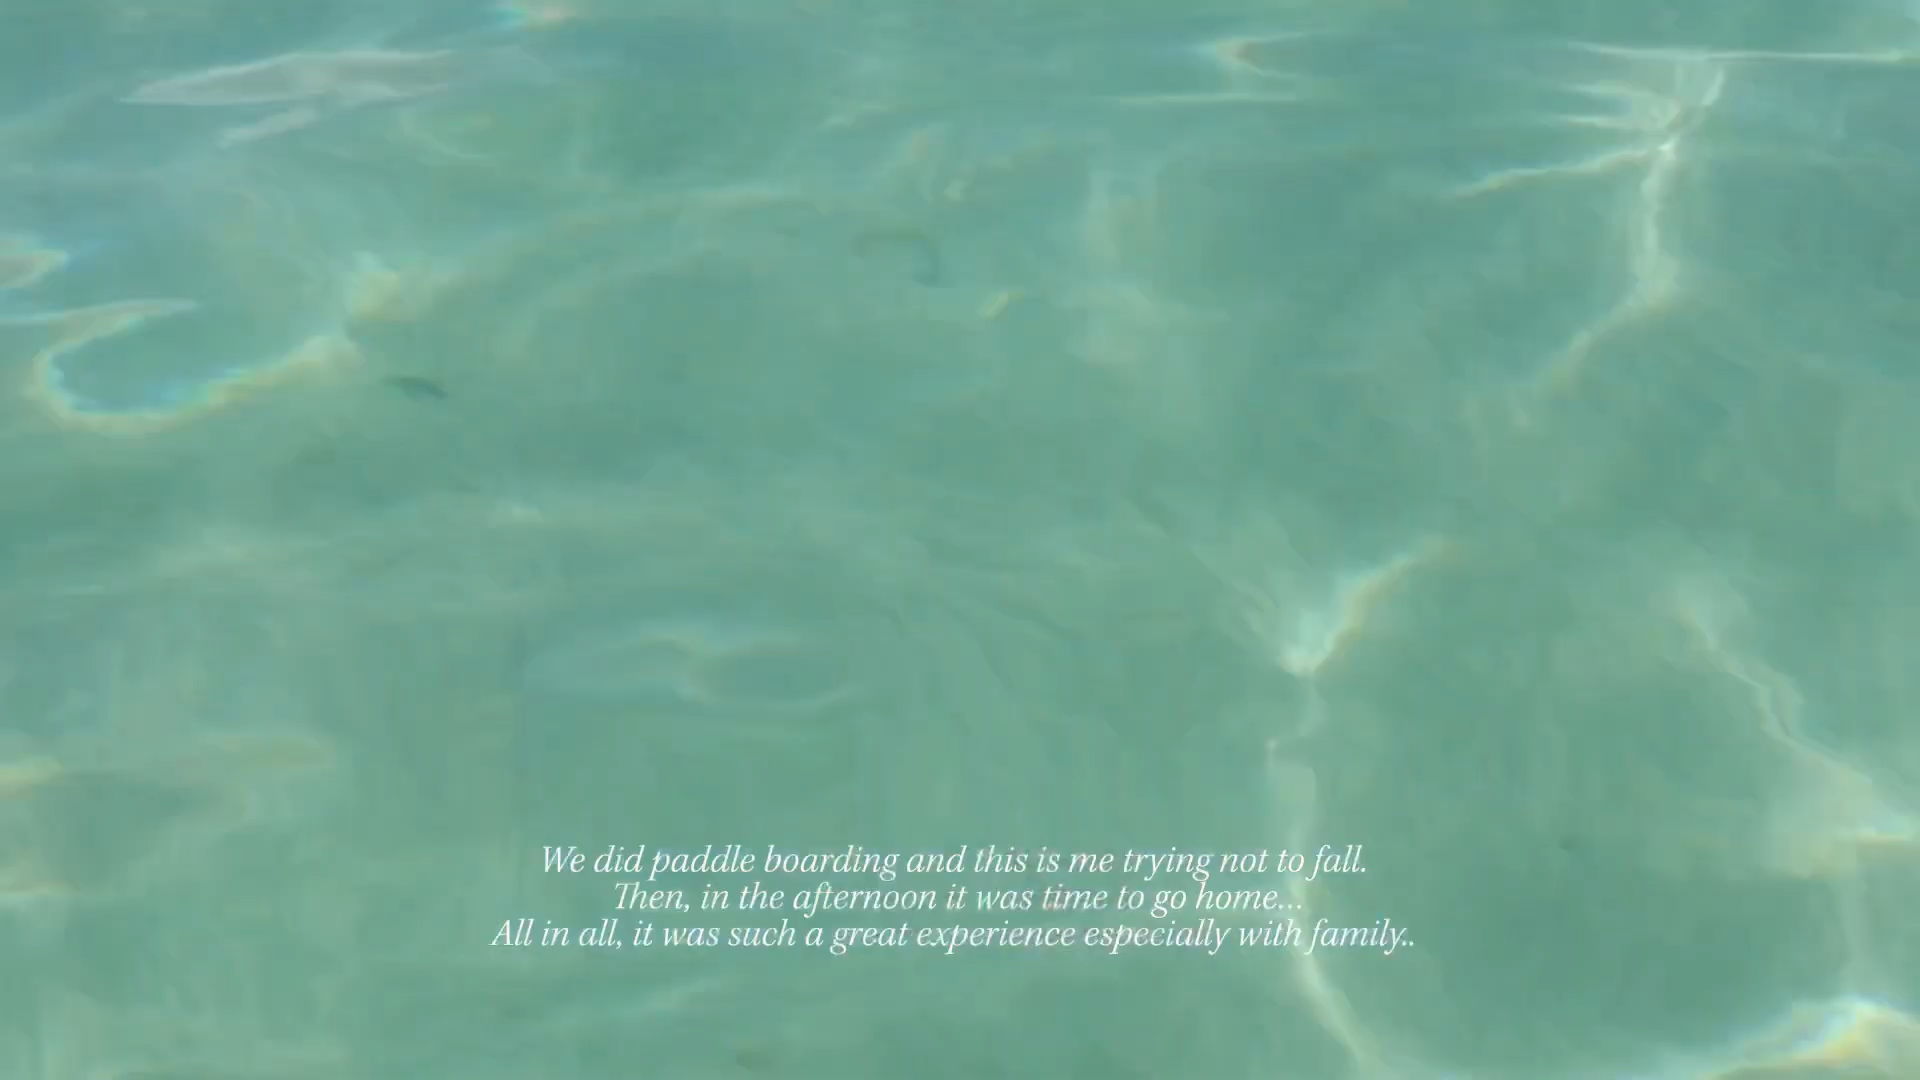 We did paddle boarding and this is me trying not to fall.
Then, in the afternoon it was time to go home...
All in all, it was such a great experience especially with family..